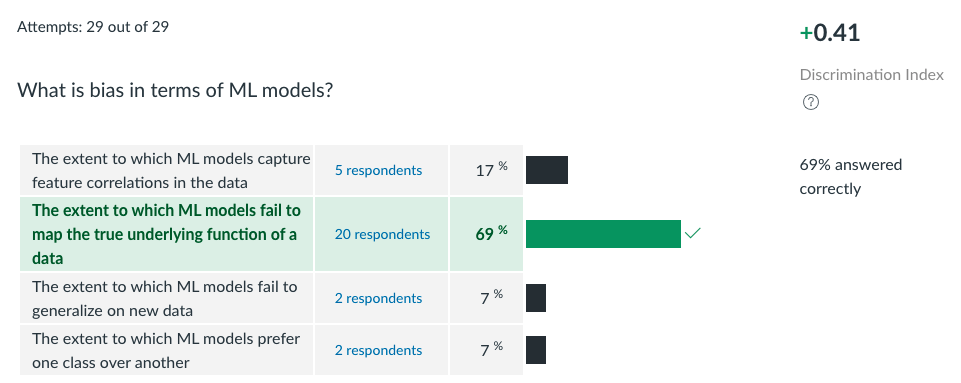 Attempts: 29 out of 29
+0.41
Discrimination Index
?
What is bias in terms of ML models?
The extent to which ML models capture
feature correlations in the data
5 respondents
17 %
69% answered
correctly
The extent to which ML models fail to
map the true underlying function of a
data
20 respondents
69 %
The extent to which ML models fail to
generalize on new data
2 respondents
7 %
The extent to which ML models prefer
one class over another
2 respondents
7 %